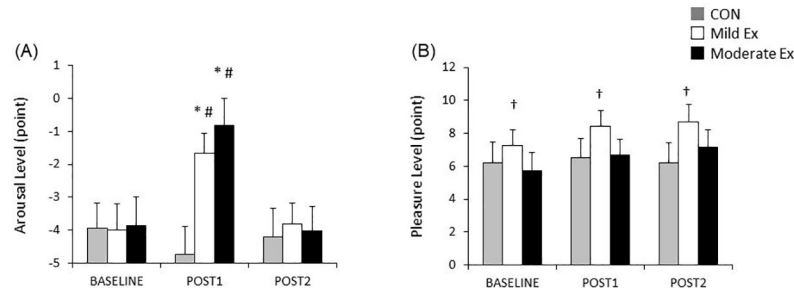 CON
Mild Ex
Moderate Ex
(A)
Arousal Level (point)
1
0
-1
-2
-3
-4
-5
* #
* #
BASELINE POST1 POST2
(B)
Pleasure Level (point)
12
10
8
6
4
2
0
†
†
†
BASELINE POST1 POST2